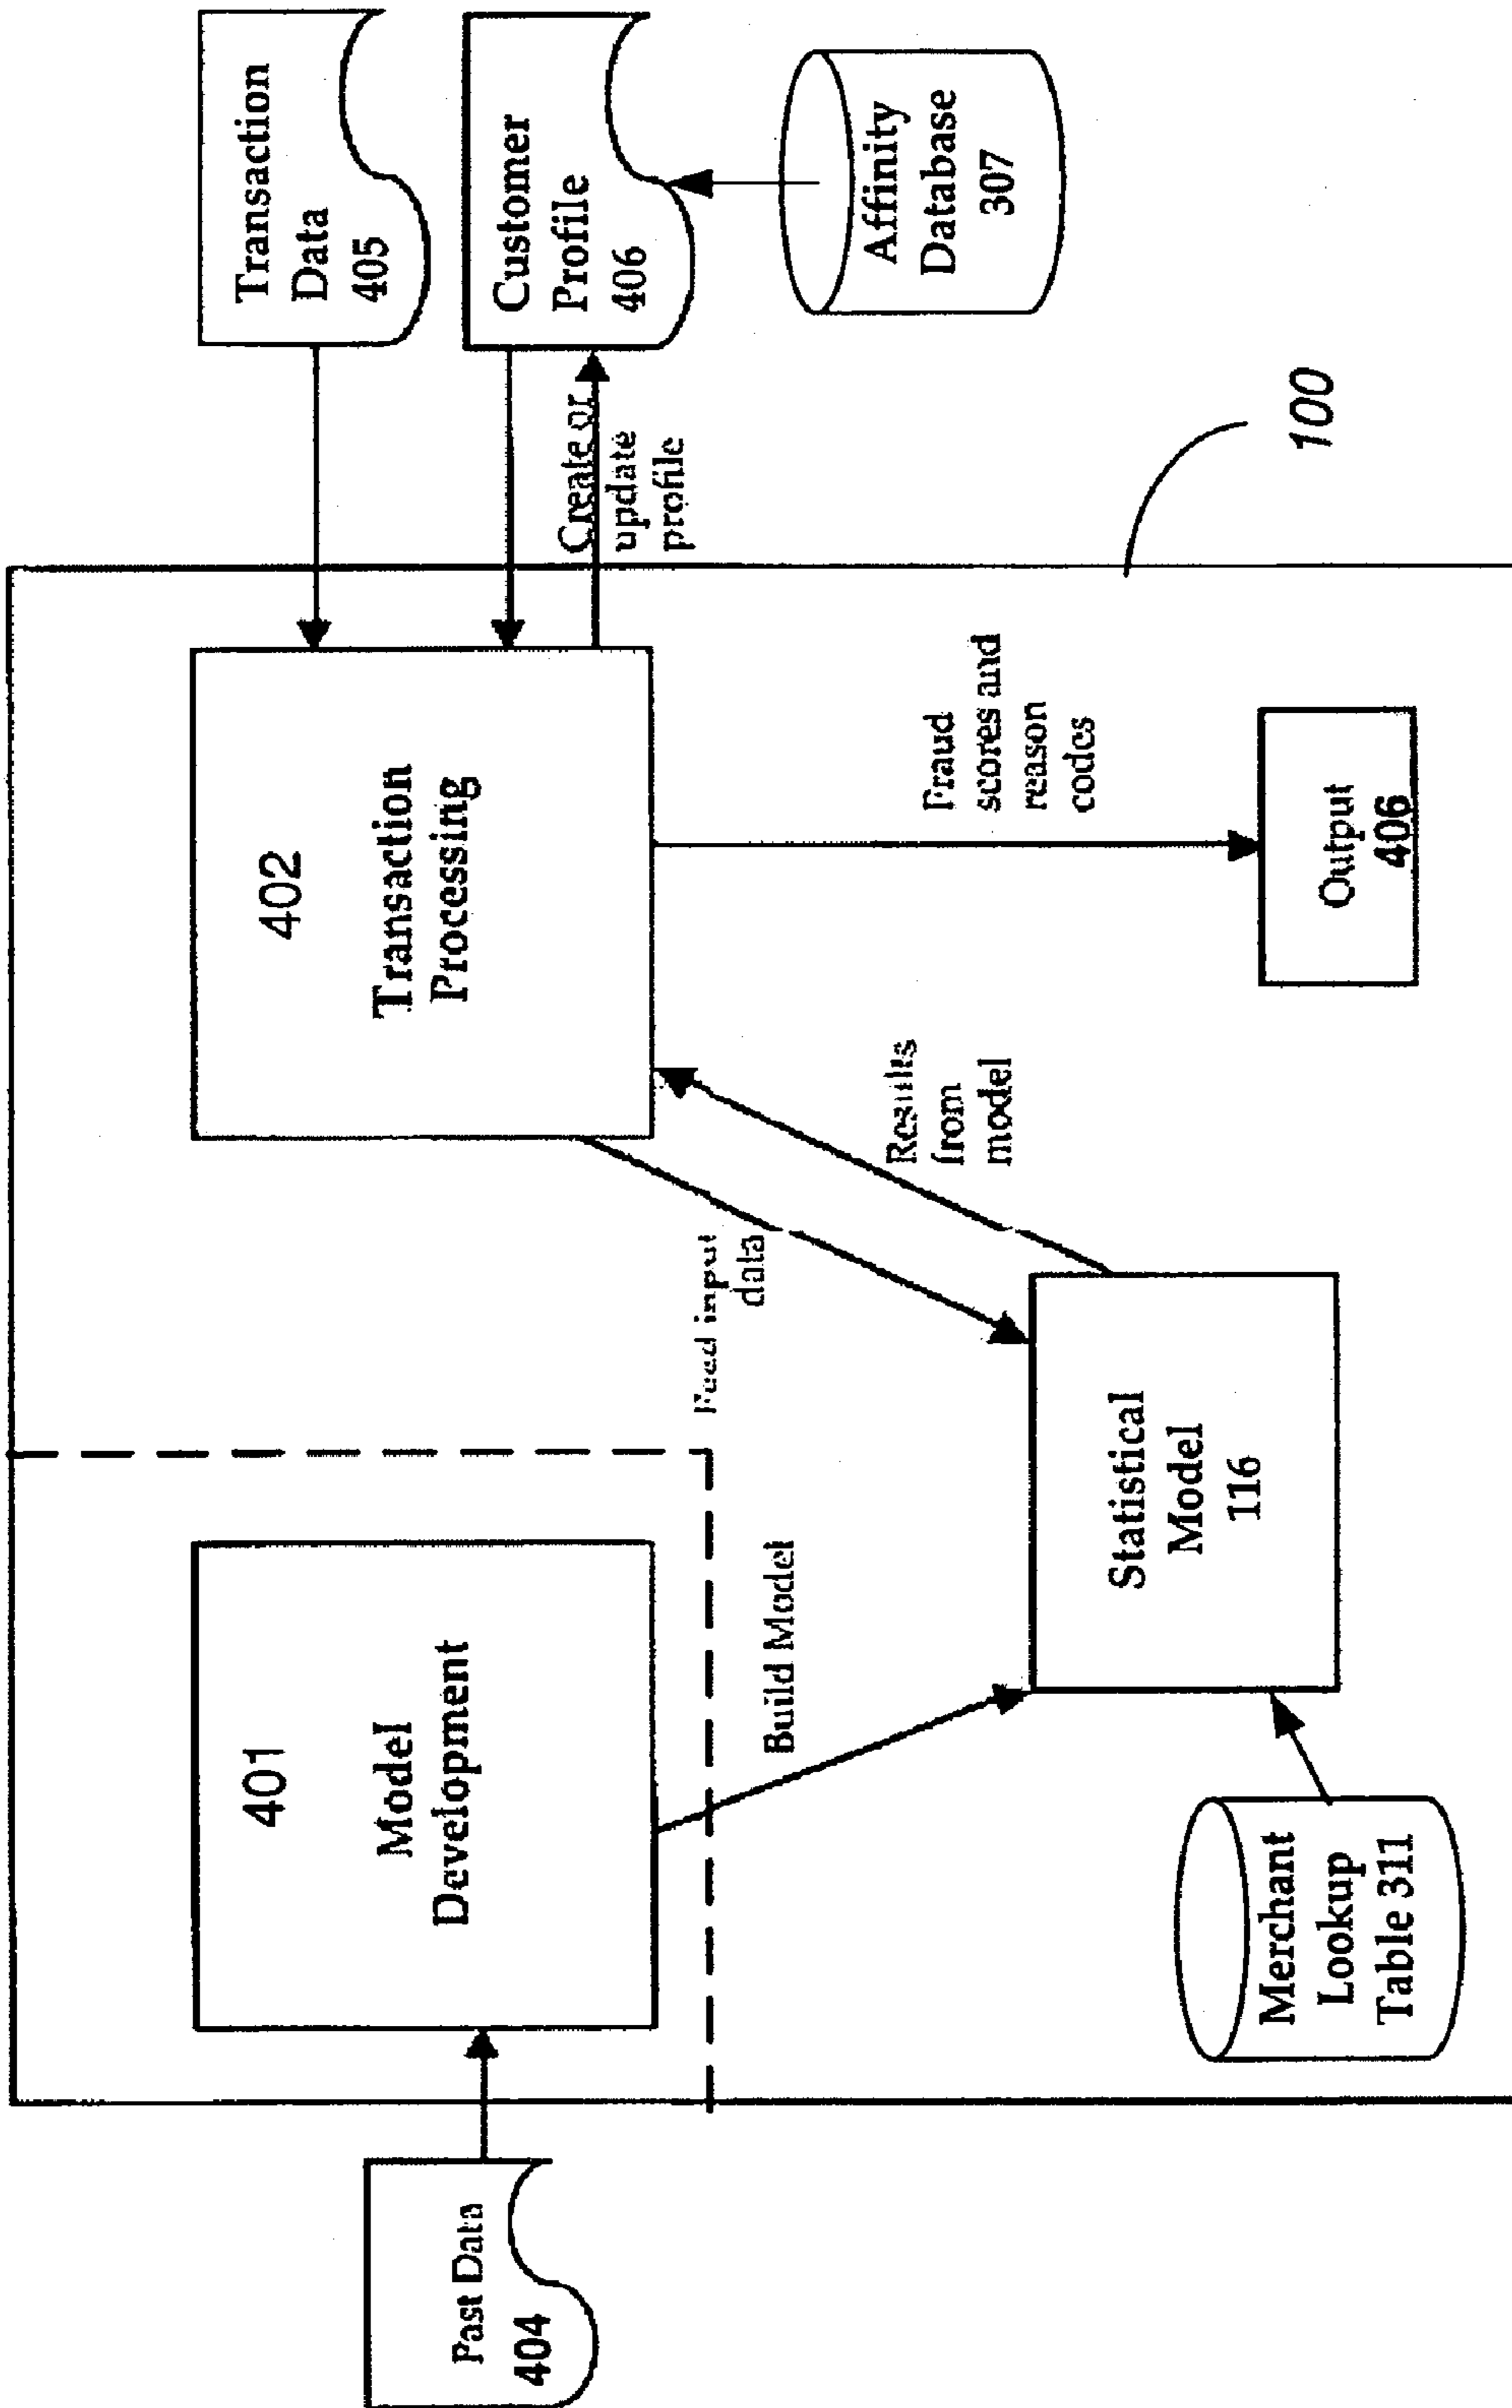 Past Data
404
401
Model
Development
402
Transaction
Processing
Transaction
Data
405
Customer
Profile
406
Create or
update
profile
Affinity
Database
307
Build Model
Feed input
data
Results
from
model
Fraud
scores and
reason
codes
Statistical
Model
116
Merchant
Lookup
Table 311
Output
406
100